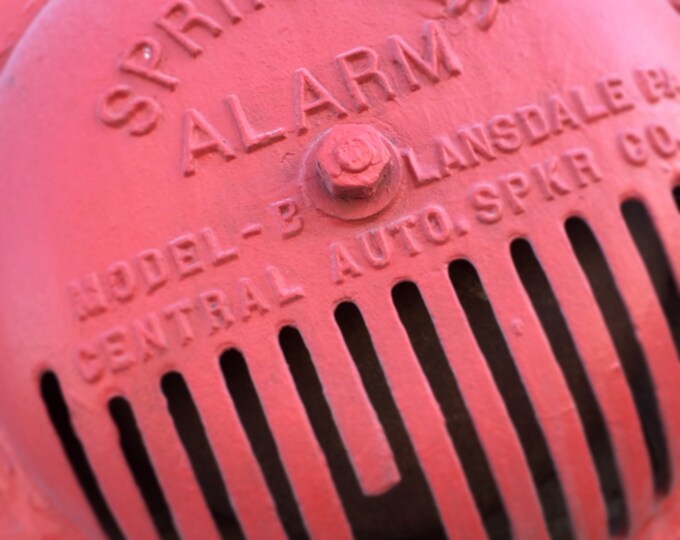 ALARM
MODEL-B LANSDALE PA.
CENTRAL AUTO. SPKR CO.